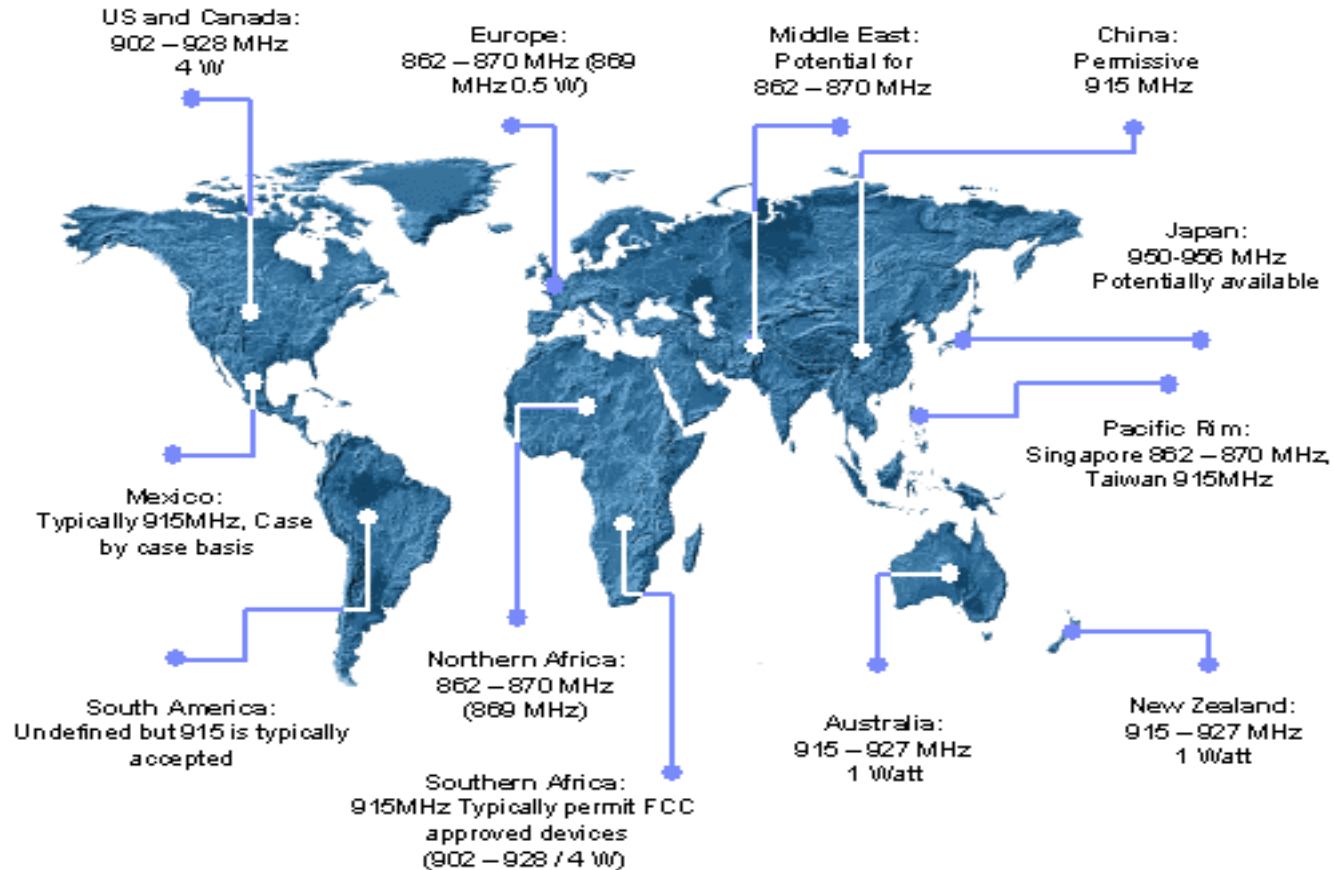 US and Canada:
902 – 928 MHz
4 W
Europe:
862 – 870 MHz (869
MHz 0.5 W)
Middle East:
Potential for
862 – 870 MHz
China:
Permissive
915 MHz
Japan:
950-956 MHz
Potentially available
Pacific Rim:
Singapore 862 – 870 MHz,
Taiwan 915MHz
Mexico:
Typically 915MHz, Case
by case basis
South America:
Undefined but 915 is typically
accepted
Northern Africa:
862 – 870 MHz
(869 MHz)
Southern Africa:
915MHz Typically permit FCC
approved devices
(902 – 928 / 4 W)
Australia:
915 – 927 MHz
1 Watt
New Zealand:
915 – 927 MHz
1 Watt